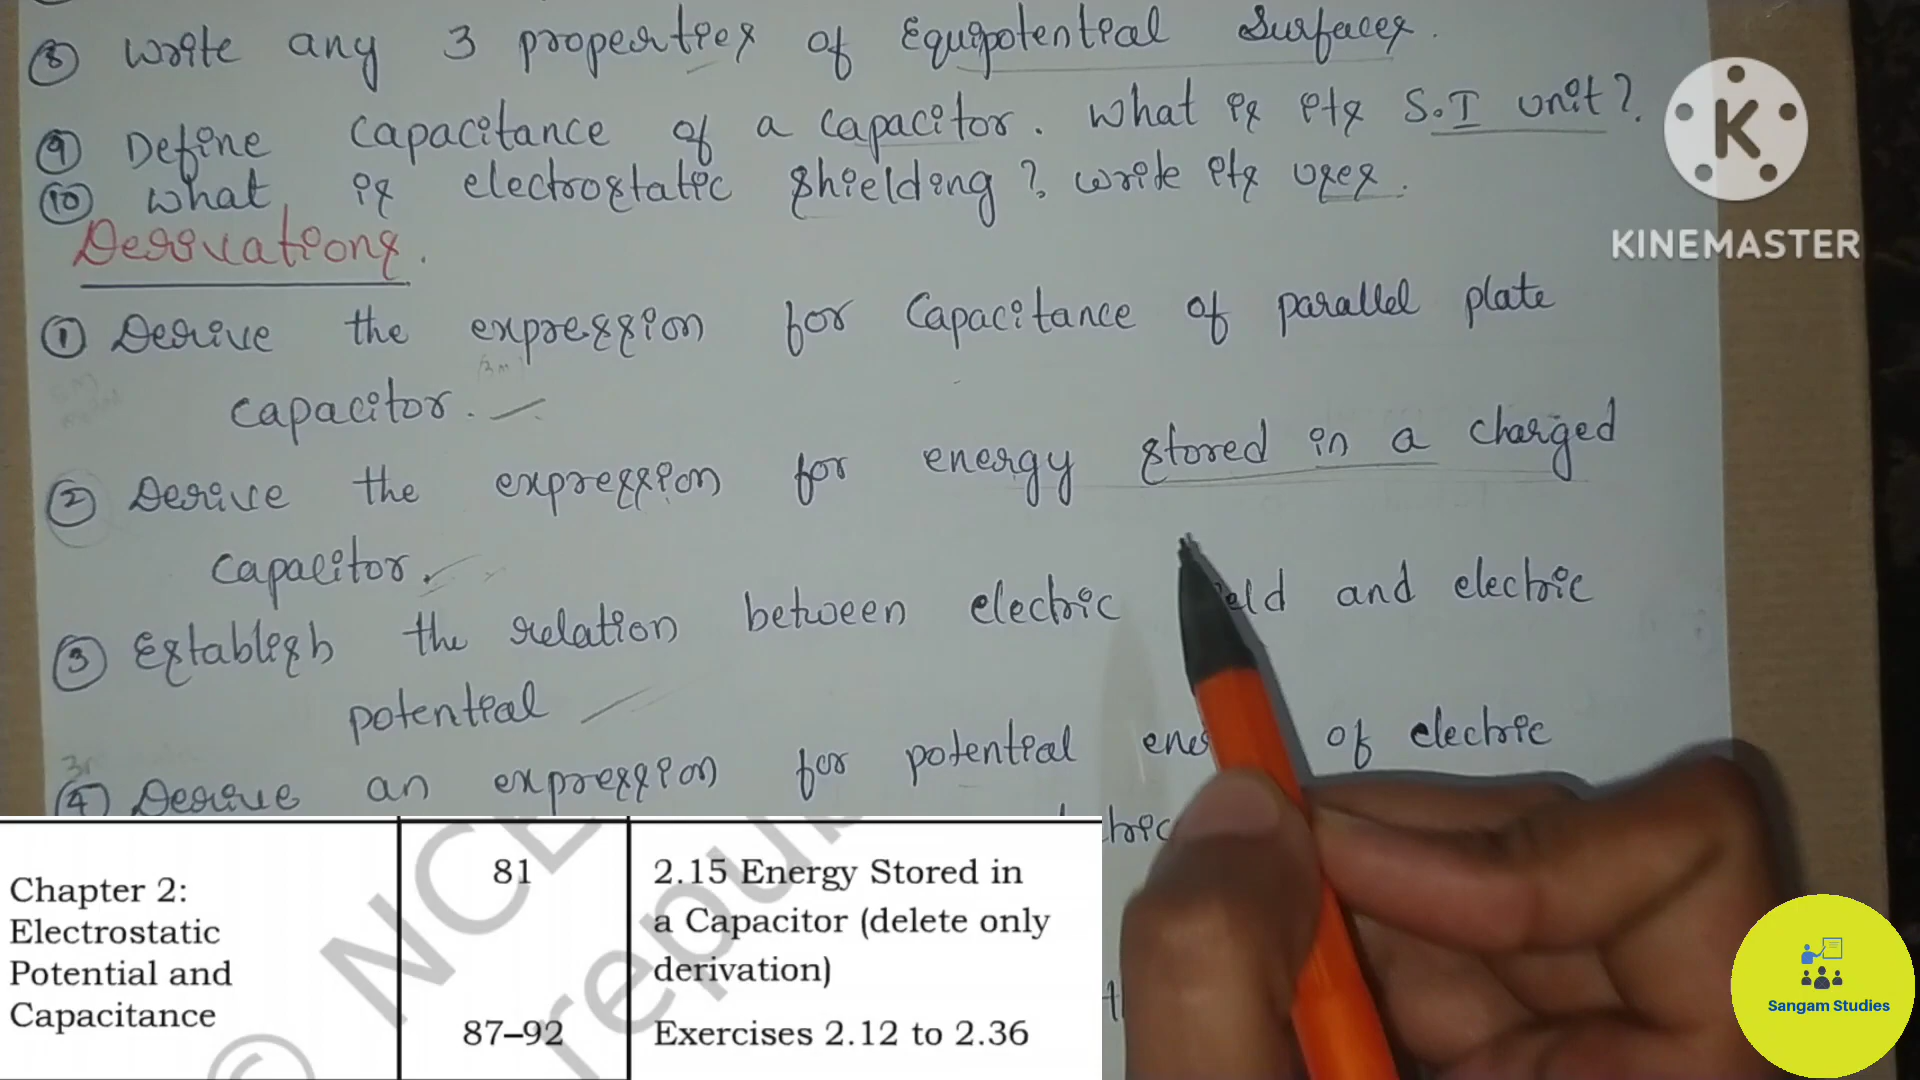 8 Write any 3 properties of Equipotential Surfaces.
9 Define capacitance of a capacitor. What is its S.I unit?
10 What is electrostatic shielding? write its uses.
Derivations.
1 Derive the expression for Capacitance of parallel plate
capacitor.
2 Derive the expression for energy stored in a charged
capacitor.
3 Establish the relation between electric field and electric
potential
4 Derive an expression for potential of electric
K
KINEMASTER
Chapter 2:
Electrostatic
Potential and
Capacitance
81
2.15 Energy Stored in
a Capacitor (delete only
derivation)
87–92
Exercises 2.12 to 2.36
Sangam Studies